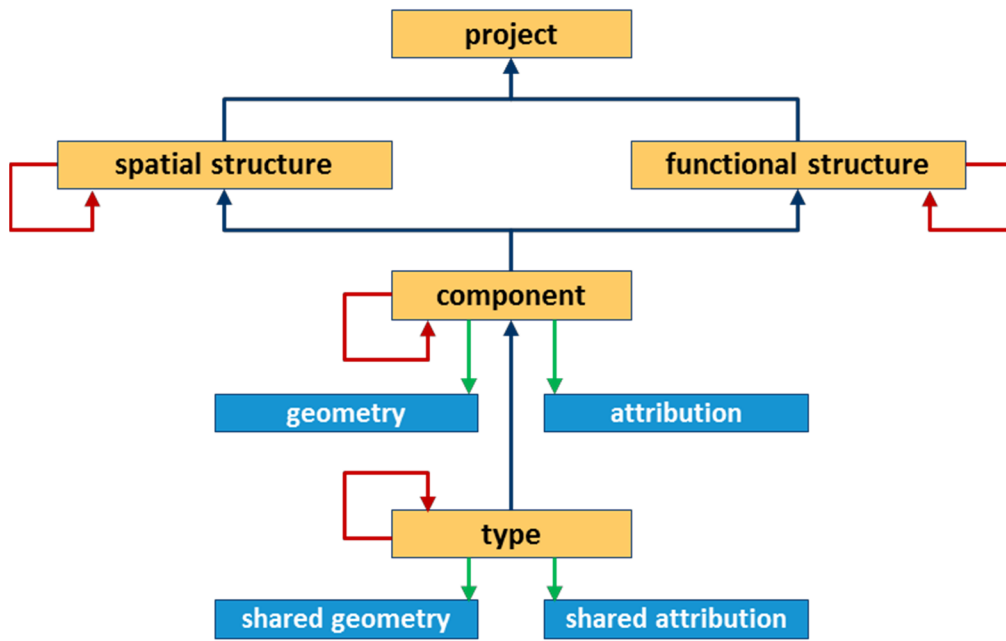 project
spatial structure
functional structure
component
geometry
attribution
type
shared geometry
shared attribution